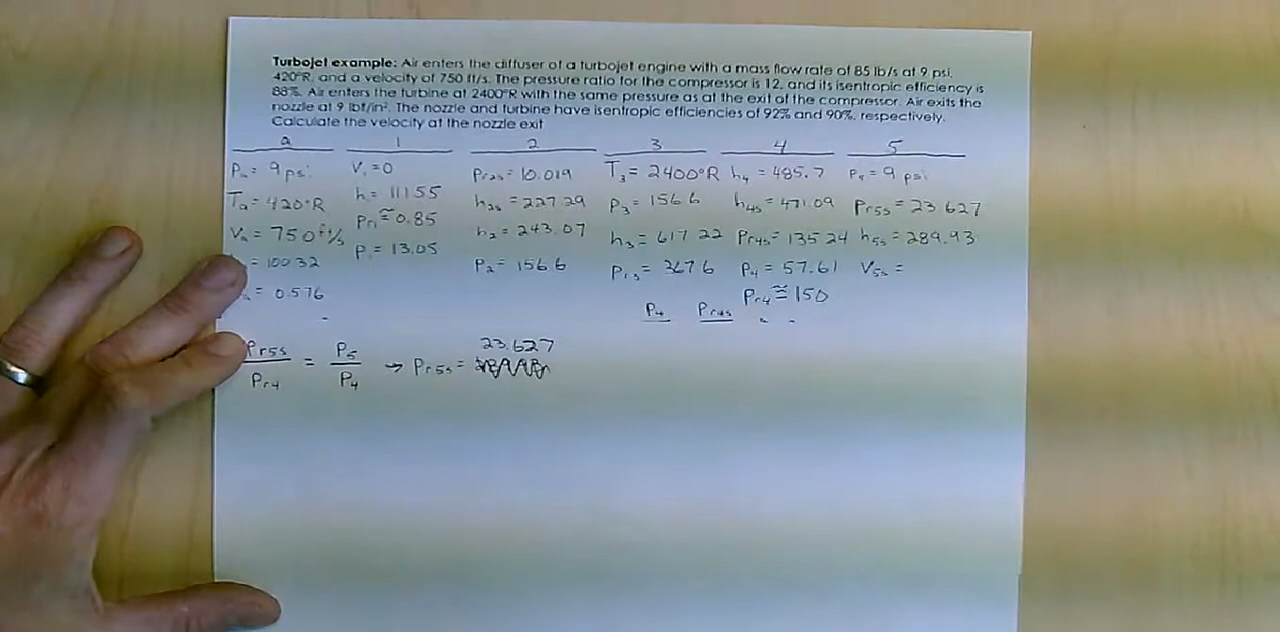 Turbojet example: Air enters the diffuser of a turbojet engine with a mass flow rate of 85 lb/s at 9 psi,
420°R, and a velocity of 750 ft/s. The pressure ratio for the compressor is 12, and its isentropic efficiency is
88%. Air enters the turbine at 2400°R with the same pressure as at the exit of the compressor. Air exits the
nozzle at 9 lbf/in². The nozzle and turbine have isentropic efficiencies of 92% and 90%, respectively.
Calculate the velocity at the nozzle exit
a 1 2 3 4 5
Pa = 9 psi V1 = 0 Pr2s = 10.019 T3 = 2400°R h4 = 485.7 P5 = 9 psi
Ta = 420°R h1 = 111.55 h2s = 227.29 P3 = 156.6 h4s = 471.09 Pr5s = 23.627
Va = 750 ft/s Pr1 ≅ 0.85 h2 = 243.07 h3 = 617.22 Pr4s = 135.24 h5s = 289.93
= 100.32 P1 = 13.05 P2 = 156.6 Pr3 = 367.6 P4 = 57.61 V5s =
= 0.576 Pr4 ≅ 150
P4 Pr4s
Pr5s / Pr4 = P5 / P4 → Pr5s = 23.627